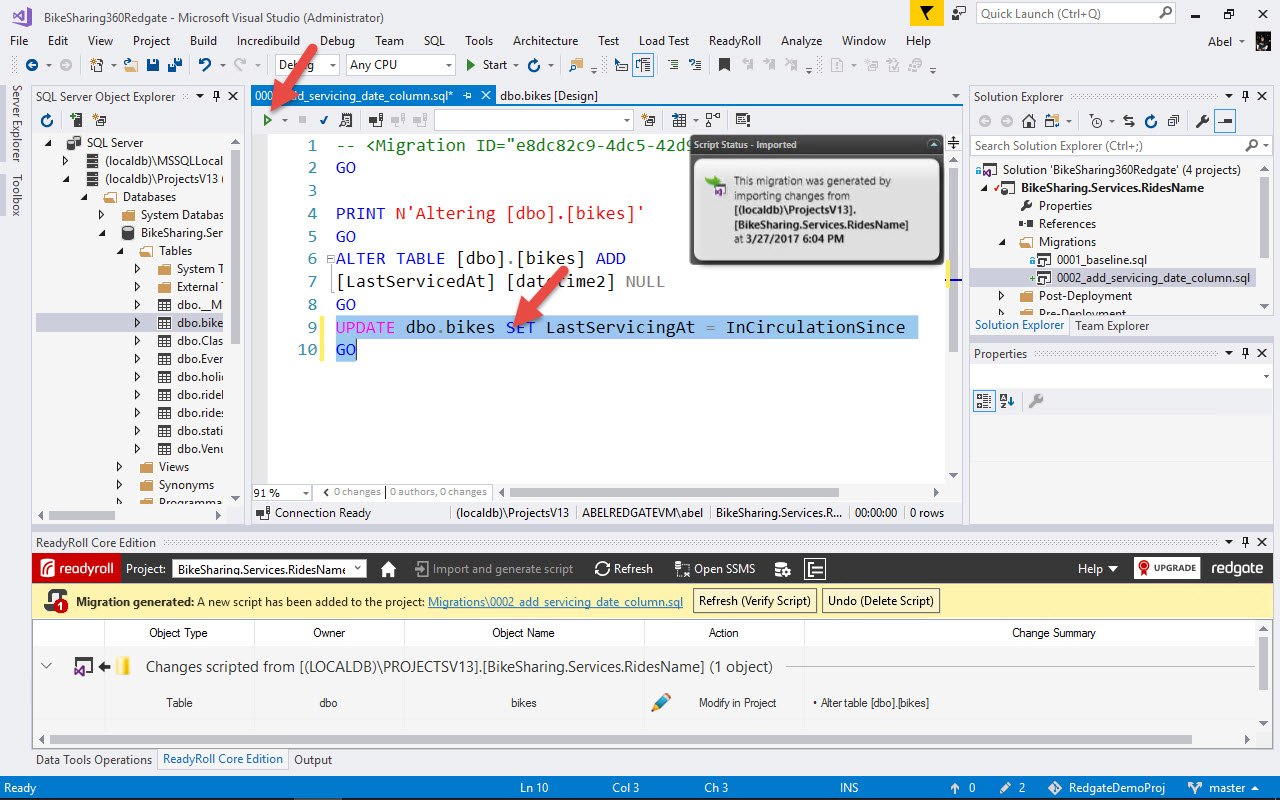 BikeSharing360Redgate - Microsoft Visual Studio (Administrator)
Quick Launch (Ctrl+Q)
File Edit View Project Build Incredibuild Debug Team SQL Tools Architecture Test Load Test ReadyRoll Analyze Window Help
Abel
Any CPU Start
Server Explorer
Toolbox
SQL Server Object Explorer
SQL Server
(localdb)\MSSQLLocal
(localdb)\ProjectsV13 (
Databases
System Databas
BikeSharing.Ser
Tables
System T
External T
dbo.__M
dbo.bike
dbo.Clas
dbo.Even
dbo.holi
dbo.ridel
dbo.rides
dbo.stati
dbo.Venu
Views
Synonyms
Programma
add_servicing_date_column.sql*
dbo.bikes [Design]
1 -- <Migration ID="e8dc82c9-4dc5-42d9
2 GO
3
4 PRINT N'Altering [dbo].[bikes]'
5 GO
6 ALTER TABLE [dbo].[bikes] ADD
7 [LastServicedAt] [datetime2] NULL
8 GO
9 UPDATE dbo.bikes SET LastServicingAt = InCirculationSince
10 GO
Script Status - Imported
This migration was generated by
importing changes from
[(localdb)\ProjectsV13].
[BikeSharing.Services.RidesName]
at 3/27/2017 6:04 PM
91 %
0 changes | 0 authors, 0 changes
Connection Ready
(localdb)\ProjectsV13
ABELREDGATEVM\abel
BikeSharing.Services.R...
00:00:00
0 rows
Solution Explorer
Search Solution Explorer (Ctrl+;)
Solution 'BikeSharing360Redgate' (4 projects)
BikeSharing.Services.RidesName
Properties
References
Migrations
0001_baseline.sql
0002_add_servicing_date_column.sql
Post-Deployment
Pre-Deployment
Solution Explorer Team Explorer
Properties
ReadyRoll Core Edition
readyroll
Project: BikeSharing.Services.RidesName
Import and generate script
Refresh
Open SSMS
Help
UPGRADE
redgate
1
Migration generated: A new script has been added to the project: Migrations\0002_add_servicing_date_column.sql
Refresh (Verify Script)
Undo (Delete Script)
Object Type Owner Object Name Action Change Summary
Changes scripted from [(LOCALDB)\PROJECTSV13].[BikeSharing.Services.RidesName] (1 object)
Table dbo bikes Modify in Project • Alter table [dbo].[bikes]
Data Tools Operations ReadyRoll Core Edition Output
Ready Ln 10 Col 3 Ch 3 INS 0 2 RedgateDemoProj master